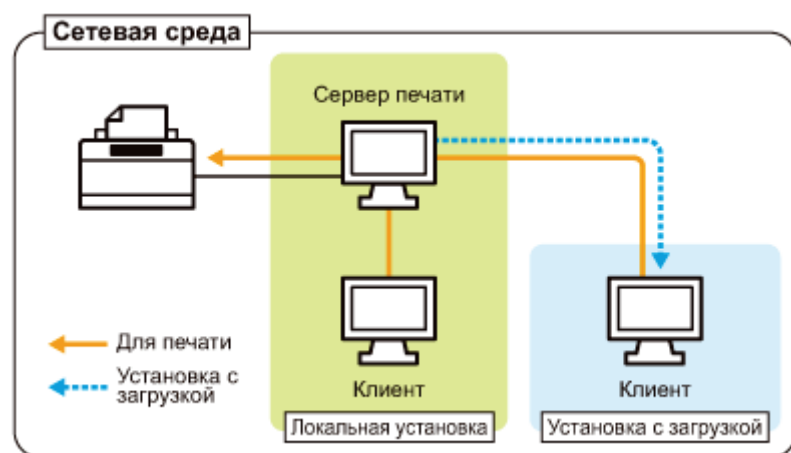 Сетевая среда
Сервер печати
Для печати
Установка с
загрузкой
Клиент
Локальная установка
Клиент
Установка с загрузкой